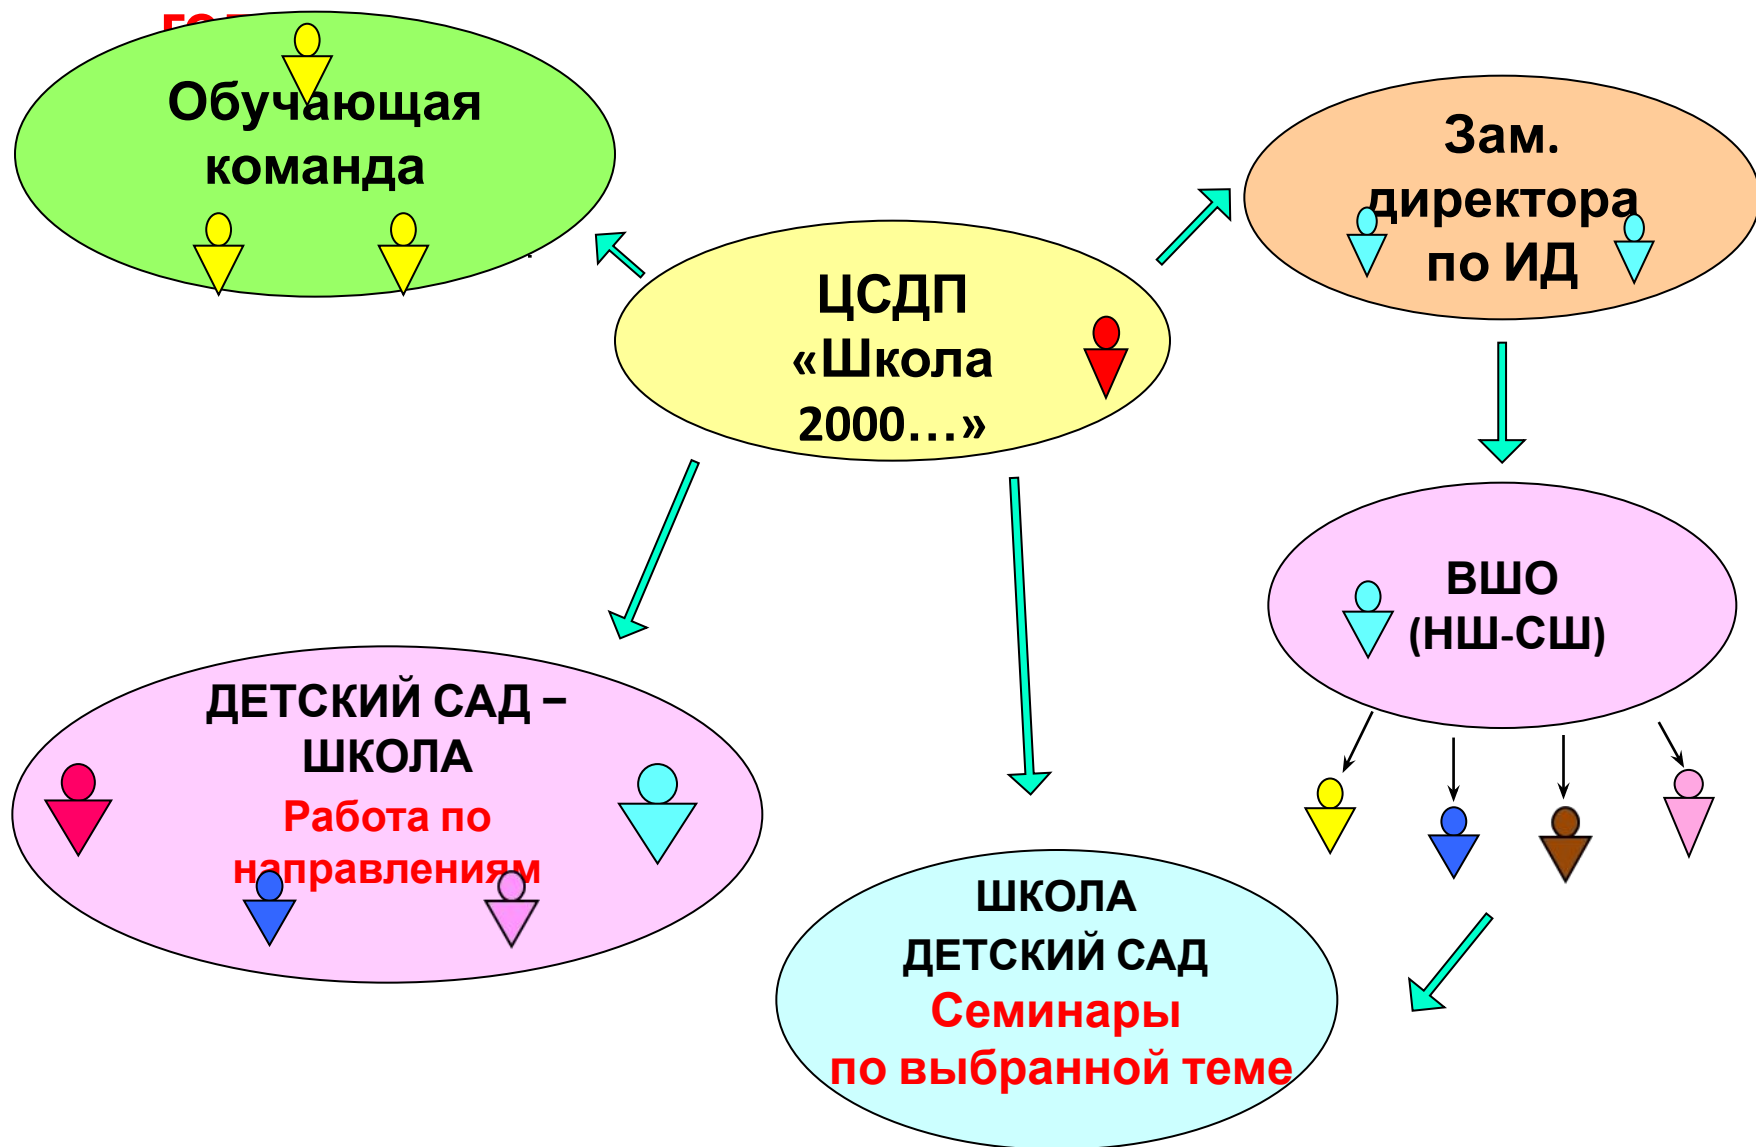 Обучающая
команда
Зам.
директора
по ИД
ЦСДП
«Школа
2000…»
ВШО
(НШ-СШ)
ДЕТСКИЙ САД –
ШКОЛА
Работа по
направлениям
ШКОЛА
ДЕТСКИЙ САД
Семинары
по выбранной теме